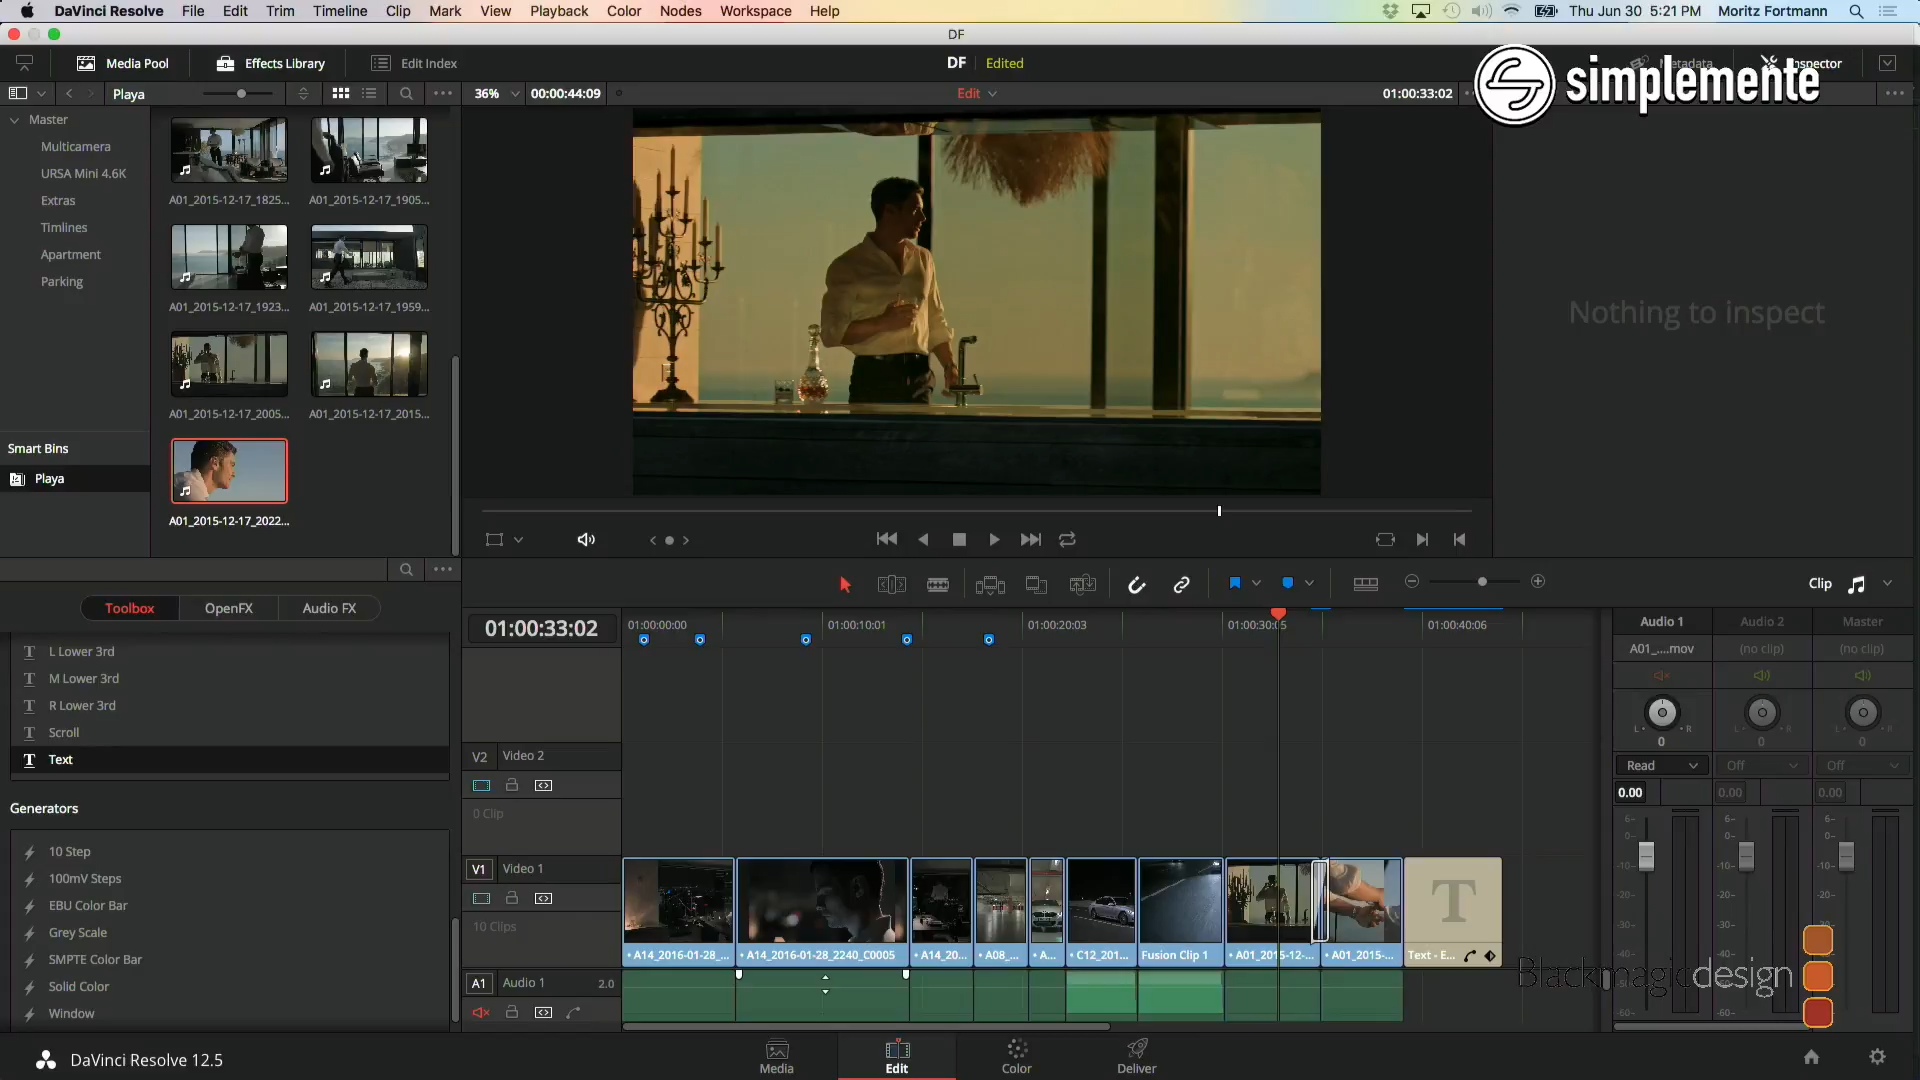 DaVinci Resolve File Edit Trim Timeline Clip Mark View Playback Color Nodes Workspace Help Thu Jun 30 5:21 PM Moritz Fortmann
DF
Media Pool Effects Library Edit Index DF Edited Metadata Inspector
simplemente
Playa 36% 00:00:44:09 Edit 01:00:33:02
Master
Multicamera
URSA Mini 4.6K
Extras
Timlines
Apartment
Parking
A01_2015-12-17_1825... A01_2015-12-17_1905...
A01_2015-12-17_1923... A01_2015-12-17_1959...
A01_2015-12-17_2005... A01_2015-12-17_2015...
A01_2015-12-17_2022...
Smart Bins
Playa
Nothing to inspect
Clip
Toolbox OpenFX Audio FX
L Lower 3rd
M Lower 3rd
R Lower 3rd
Scroll
Text
Generators
10 Step
100mV Steps
EBU Color Bar
Grey Scale
SMPTE Color Bar
Solid Color
Window
01:00:33:02 01:00:00:00 01:00:10:01 01:00:20:03 01:00:30:05 01:00:40:06
V2 Video 2
0 Clip
V1 Video 1
10 Clips
T
• A14_2016-01-28_... • A14_2016-01-28_2240_C0005 • A14_20... • A08_... • A... • C12_201... Fusion Clip 1 • A01_2015-12-... • A01_2015-... Text - E...
A1 Audio 1 2.0
Audio 1 Audio 2 Master
A01_....mov (no clip) (no clip)
L R L R L R
0 0 0
Read Off Off
0.00 0.00 0.00
6- 6- 6-
0- 0- 0-
-10- -10- -10-
-20- -20- -20-
-30- -30- -30-
-40- -40- -40-
-50- -50-
-60- -60- -60-
Blackmagicdesign
DaVinci Resolve 12.5
Media Edit Color Deliver